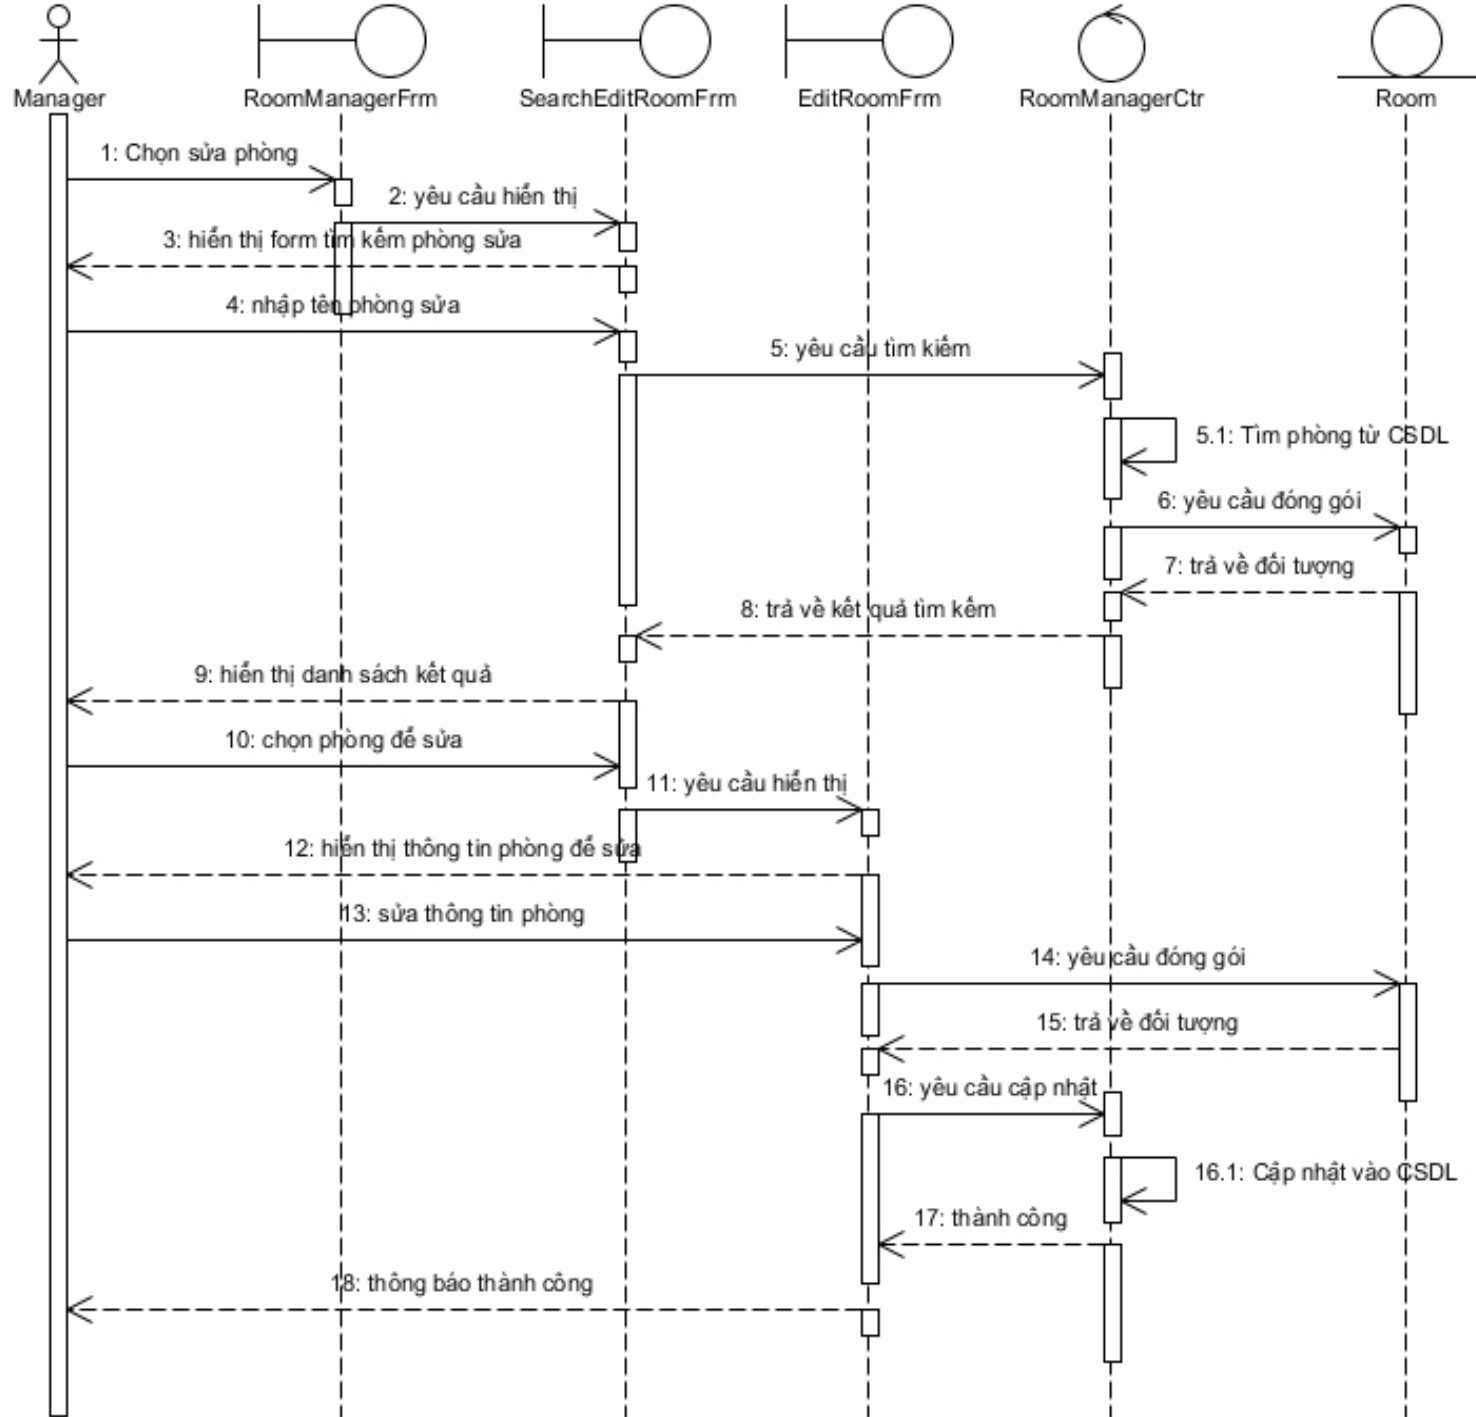 Manager
RoomManagerFrm
SearchEditRoomFrm
EditRoomFrm
RoomManagerCtr
Room
1: Chọn sửa phòng
2: yêu cầu hiển thị
3: hiển thị form tìm kếm phòng sửa
4: nhập tên phòng sửa
5: yêu cầu tìm kiếm
5.1: Tìm phòng từ CSDL
6: yêu cầu đóng gói
7: trả về đối tượng
8: trả về kết quả tìm kếm
9: hiển thị danh sách kết quả
10: chọn phòng để sửa
11: yêu cầu hiển thị
12: hiển thị thông tin phòng để sửa
13: sửa thông tin phòng
14: yêu cầu đóng gói
15: trả về đối tượng
16: yêu cầu cập nhật
16.1: Cập nhật vào CSDL
17: thành công
18: thông báo thành công